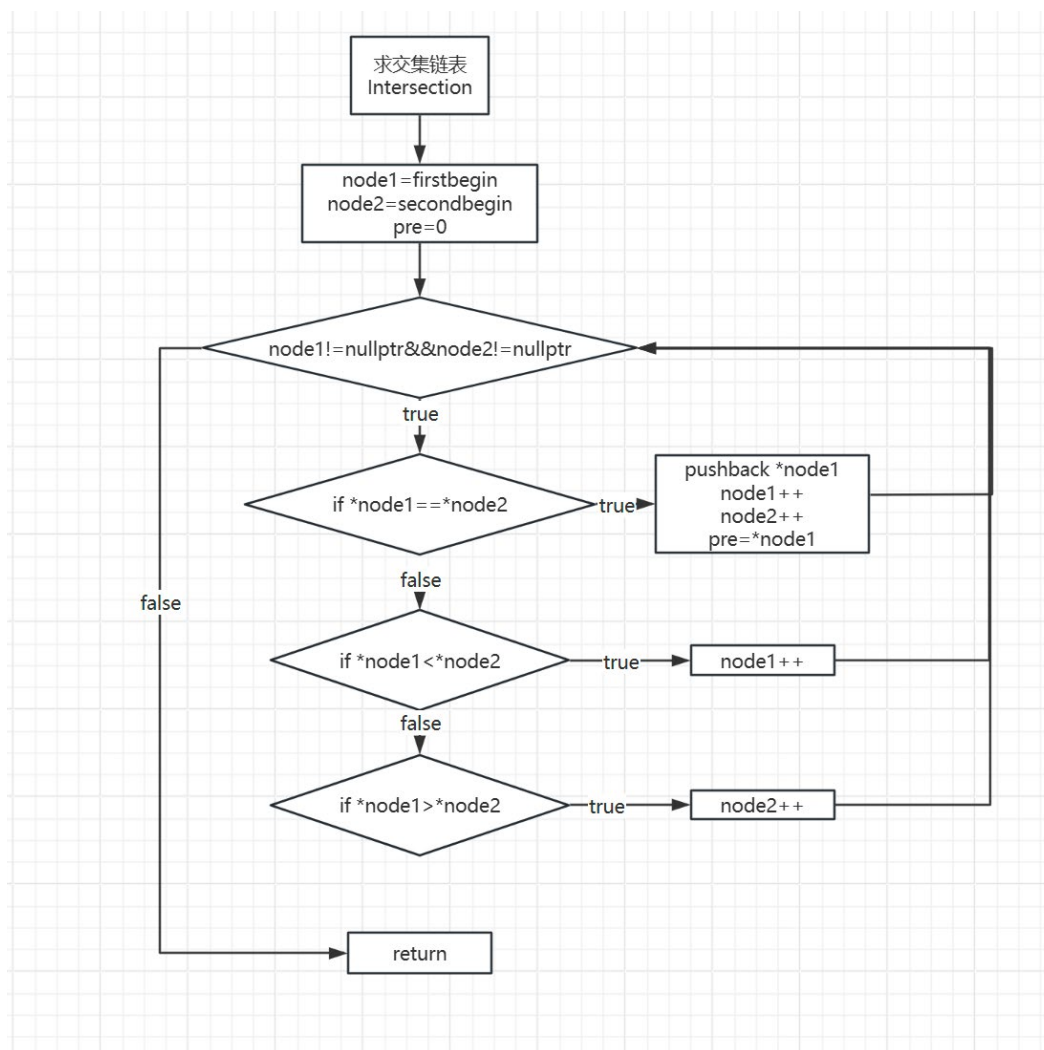 求交集链表
Intersection
node1=firstbegin
node2=secondbegin
pre=0
node1!=nullptr&&node2!=nullptr
true
if *node1==*node2
true
pushback *node1
node1++
node2++
pre=*node1
false
false
if *node1<*node2
true
node1++
false
if *node1>*node2
true
node2++
return